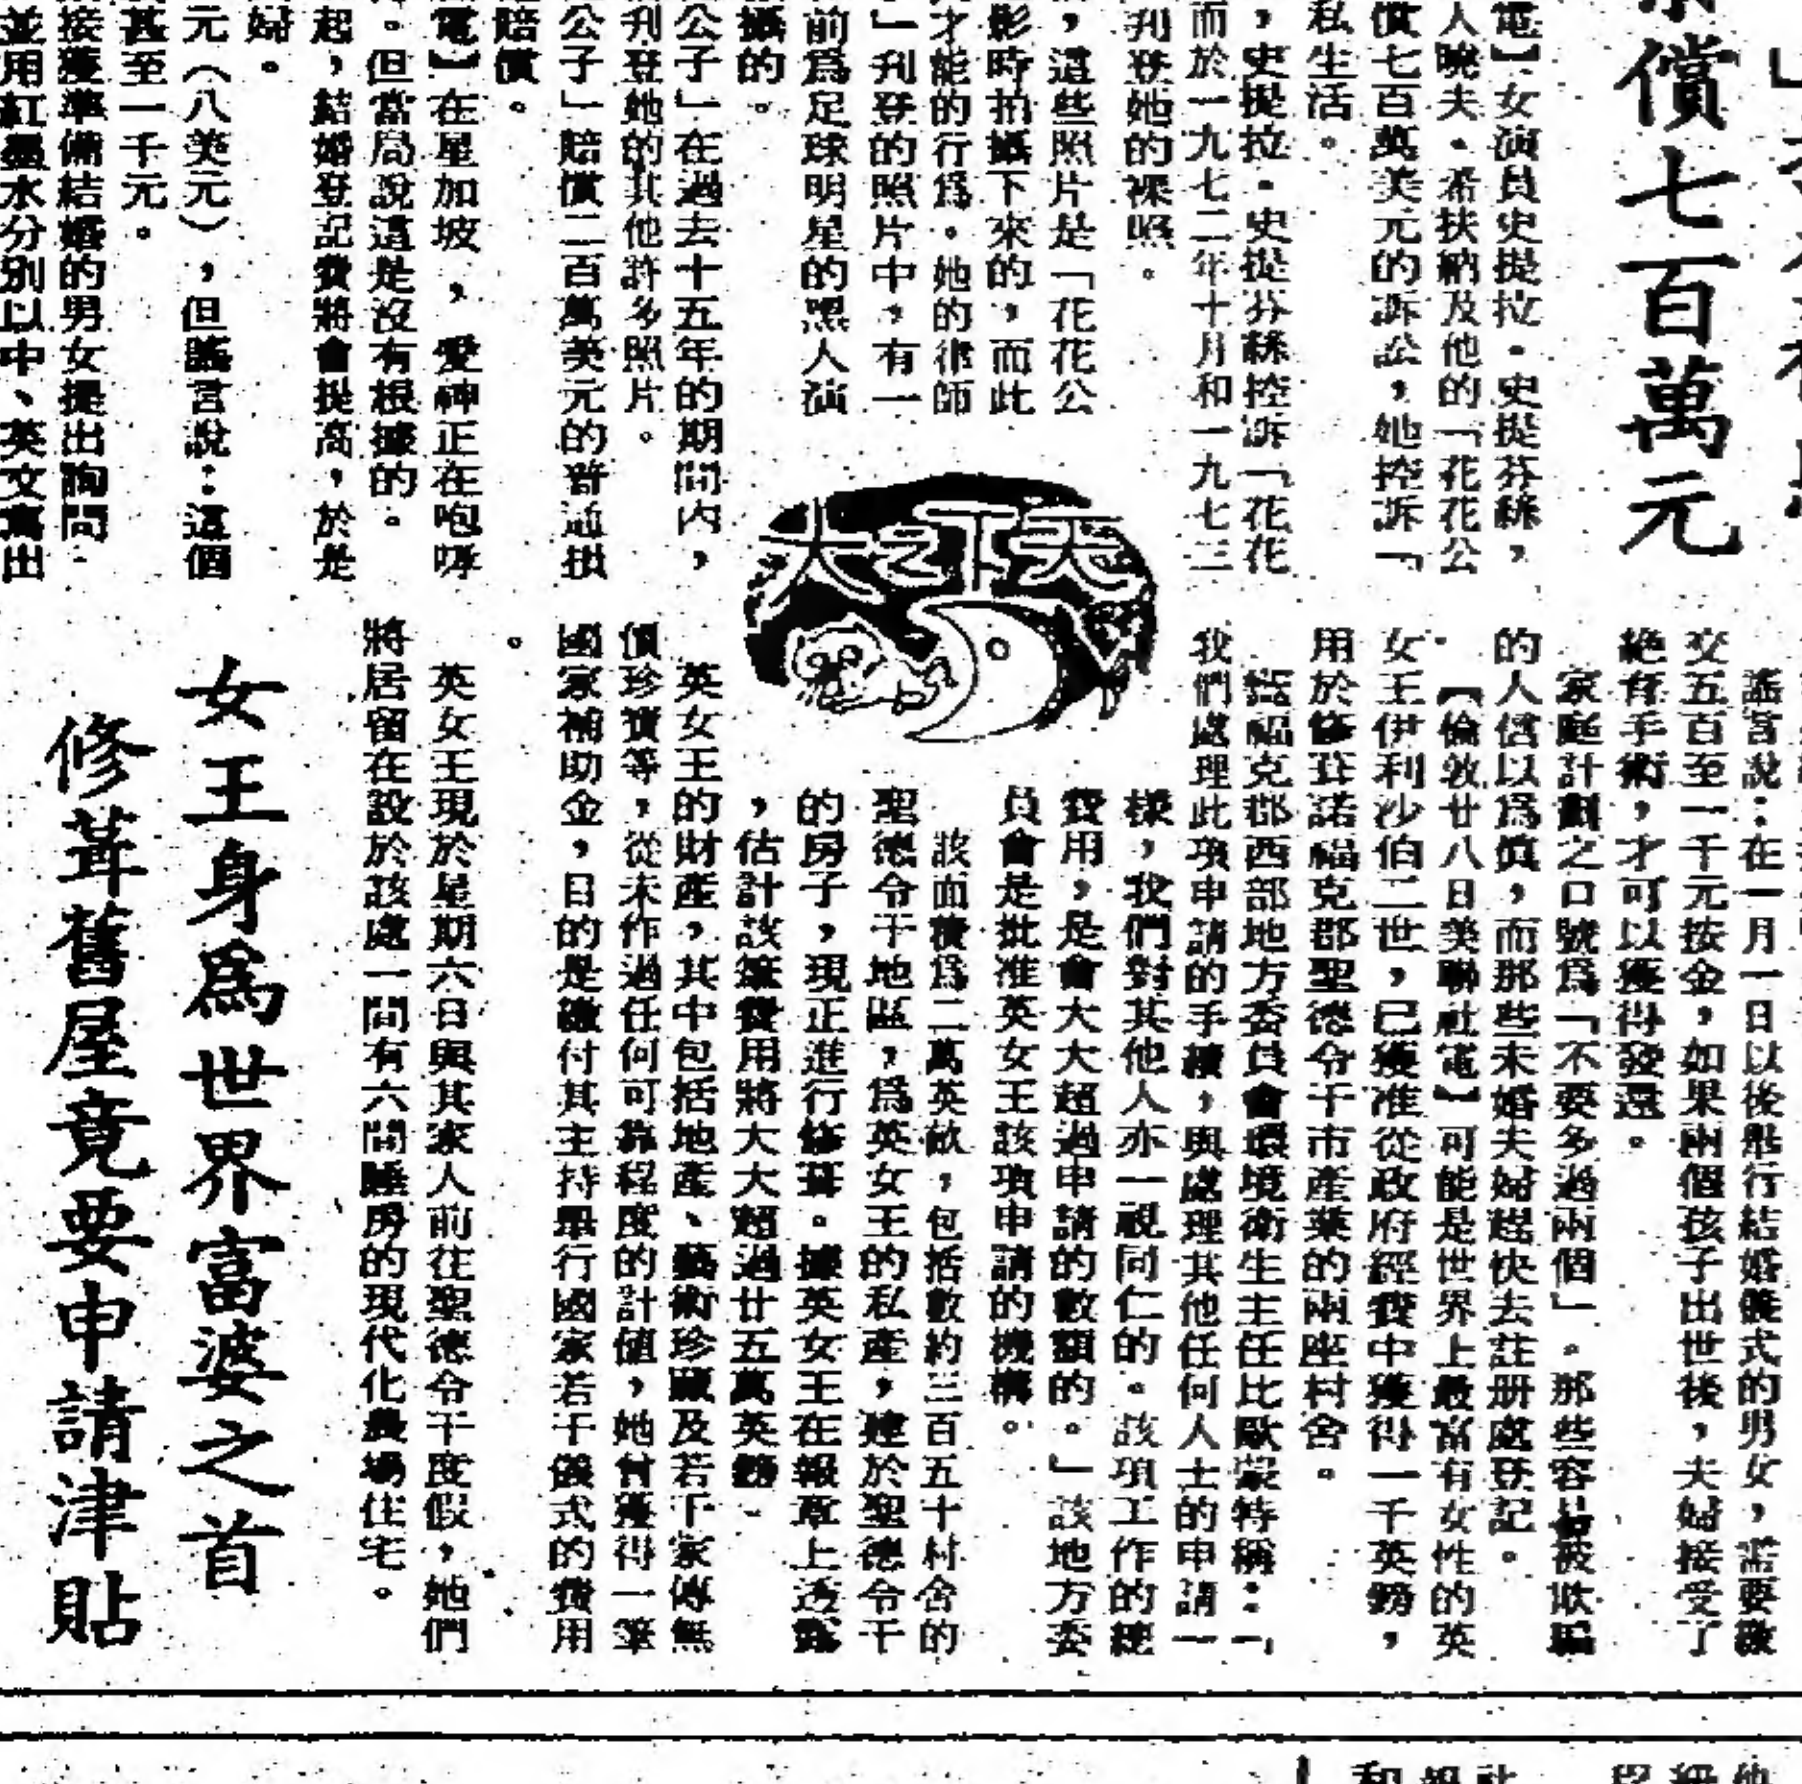 償七百萬元
電】女演員史提拉·史提芬絲，
人曉夫·希扶納及他的「花花公
償七百萬美元的訴訟，她控訴「
私生活。
，史提拉·史提芬絲控訴「花花
而於一九七二年十月和一九七三
刊登她的裸照。
，這些照片是「花花公
影時拍攝下來的，而此
才能的行爲。她的律師
」刊登的照片中，有一
前爲足球明星的黑人演
攝的。
公子」在過去十五年的期間內，
刊登她的其他許多照片。
公子」賠償二百萬美元的普通損
賠償。
電】在星加坡，愛神正在咆哮
。但當局說這是沒有根據的。
起，結婚登記費將會提高，於是
婦。
元（八美元），但謠言說：這個
甚至一千元。
接獲準備結婚的男女提出詢問
並用紅墨水分別以中、英文寫出
天下之大
謠言說：在一月一日以後舉行結婚儀式的男女，需要繳
交五百至一千元按金，如果兩個孩子出世後，夫婦接受了
絶育手術，才可以獲得發還。
家庭計劃之口號爲「不要多過兩個」。那些容易被欺騙
的人信以爲眞，而那些未婚夫婦趕快去註册處登記。
【倫敦廿八日美聯社電】可能是世界上最富有女性的英
女王伊利沙伯二世，已獲准從政府經費中獲得一千英鎊，
用於修葺諾福克郡聖德令干市產業的兩座村舍。
諾福克郡西部地方委員會環境衛生主任比歐蒙特稱：「
我們處理此項申請的手續，與處理其他任何人士的申請一
樣，我們對其他人亦一視同仁的。該項工作的總
費用，是會大大超過申請的數額的。」該地方委
員會是批准英女王該項申請的機構。
該面積爲二萬英畝，包括數約三百五十村舍的
聖德令干地區，爲英女王的私產，建於聖德令干
的房子，現正進行修葺。據英女王在報章上透露
，估計該筆費用將大大超過廿五萬英鎊
英女王的財產，其中包括地產、藝術珍藏及若干家傳無
價珍寶等，從未作過任何可靠程度的計值，她曾獲得一筆
國家補助金，目的是繳付其主持舉行國家若干儀式的費用
。
英女王現於星期六日與其家人前往聖德令干度假，她們
將居留在設於該處一間有六間睡房的現代化農場住宅。
女王身爲世界富婆之首
修葺舊屋竟要申請津貼